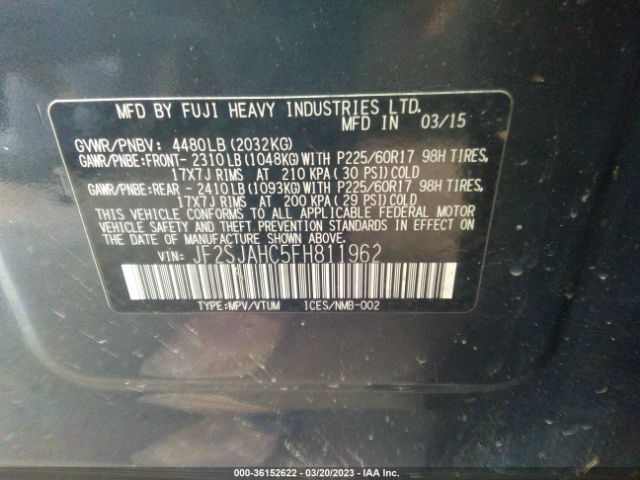 MFD BY FUJI HEAVY INDUSTRIES LTD.
MFD IN 03/15
GVWR/PNBV: 4480LB(2032KG)
GAWR/PNBE:FRONT- 2310LB(1048KG)WITH P225/60R17 98H TIRES,
17X7J RIMS AT 210 KPA(30 PSI)COLD
GAWR/PNBE:REAR - 2410LB(1093KG)WITH P225/60R17 98H TIRES,
17X7J RIMS AT 200 KPA(29 PSI)COLD
THIS VEHICLE CONFORMS TO ALL APPLICABLE FEDERAL MOTOR
VEHICLE SAFETY AND THEFT PREVENTION STANDARDS IN EFFECT
ON THE DATE OF MANUFACTURE SHOWN ABOVE.
VIN: JF2SJAHC5FH811962
TYPE:MPV/VTUM ICES/NMB-002
000-36152622 - 03/20/2023 - IAA Inc.